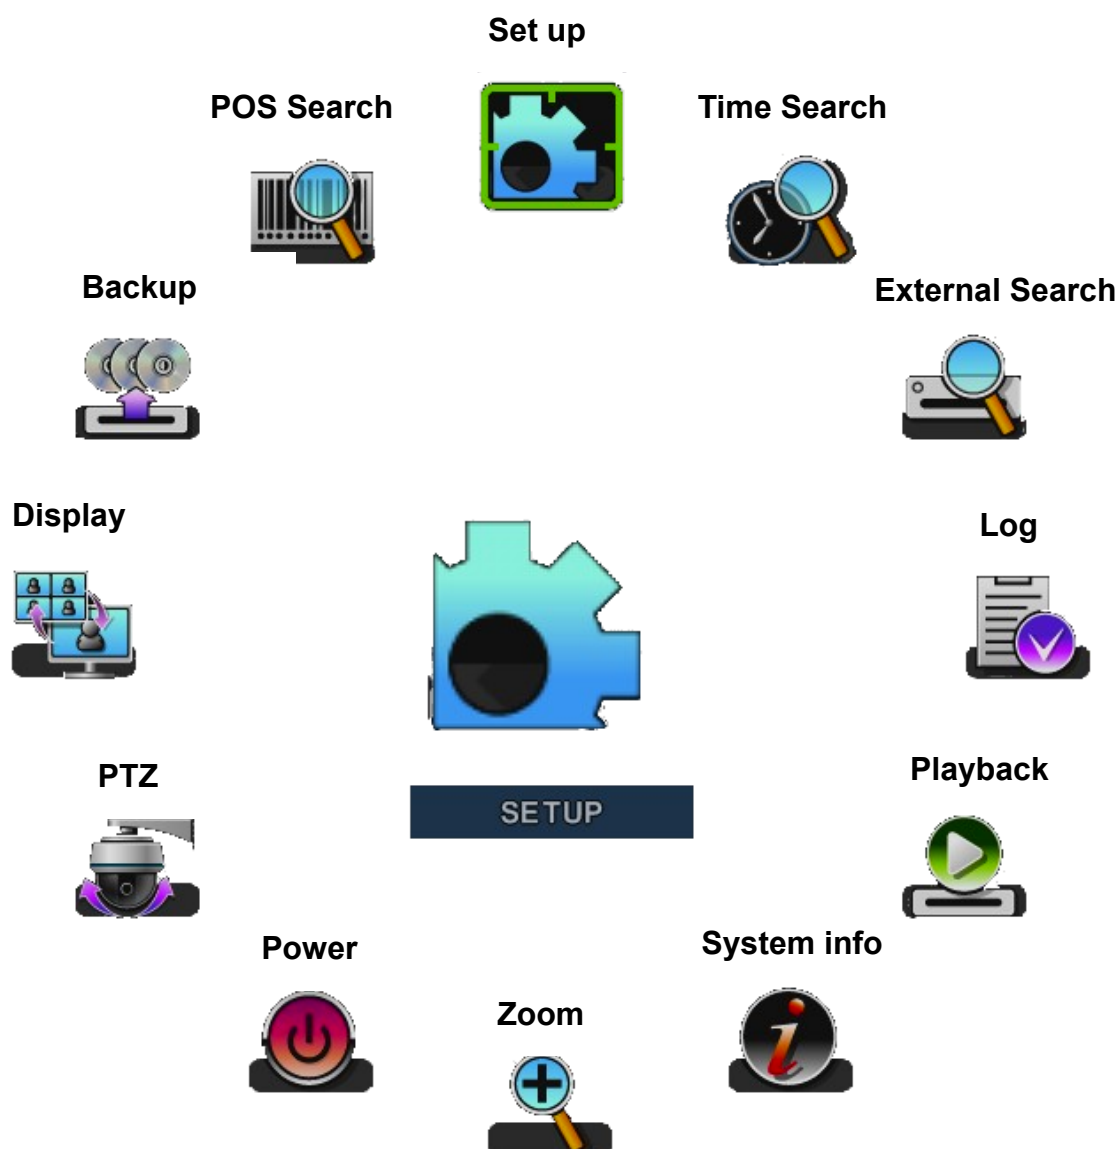 Set up
POS Search
Time Search
Backup
External Search
Display
Log
PTZ
Playback
SETUP
Power
System info
Zoom